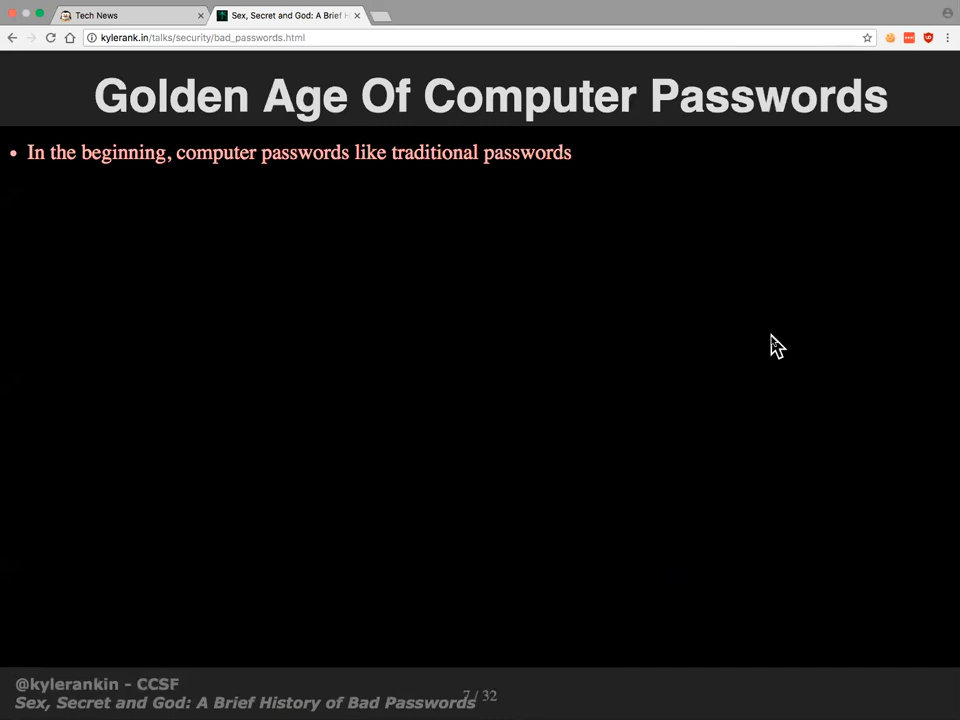 Tech News
Sex, Secret and God: A Brief H
kylerank.in/talks/security/bad_passwords.html
Golden Age Of Computer Passwords
• In the beginning, computer passwords like traditional passwords
@kylerankin - CCSF
Sex, Secret and God: A Brief History of Bad Passwords
7 / 32